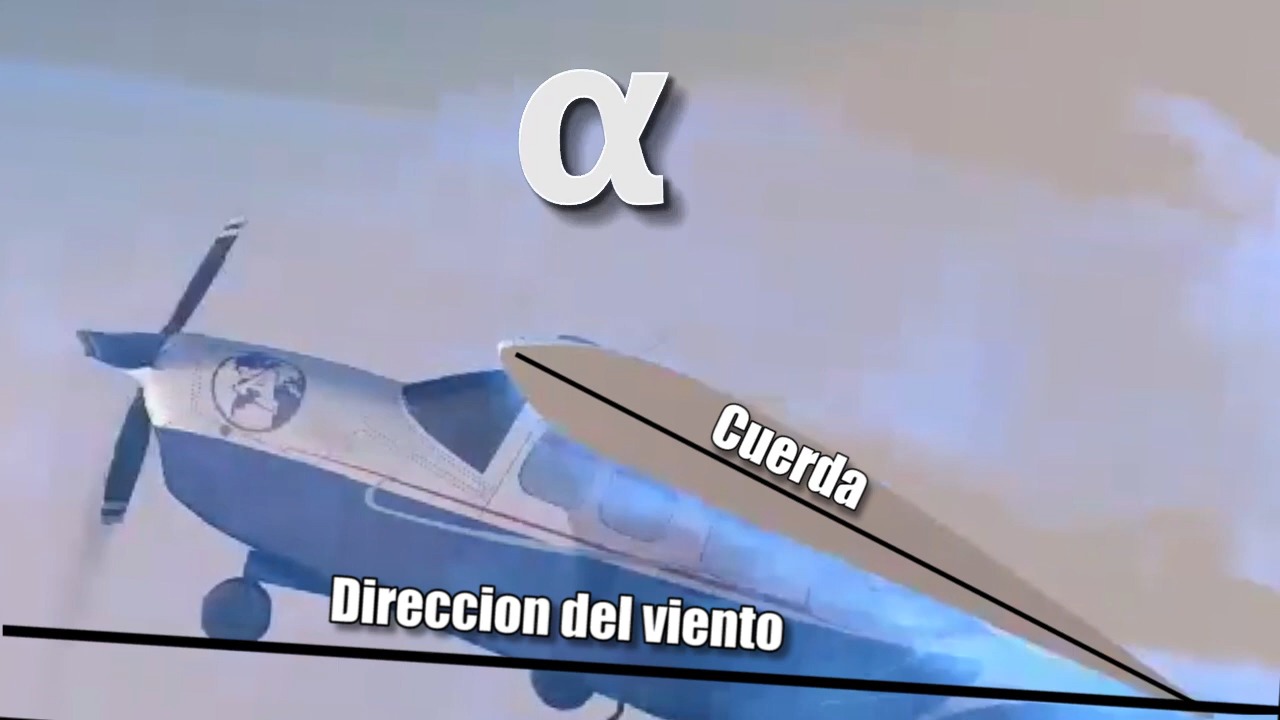 α
Cuerda
Direccion del viento